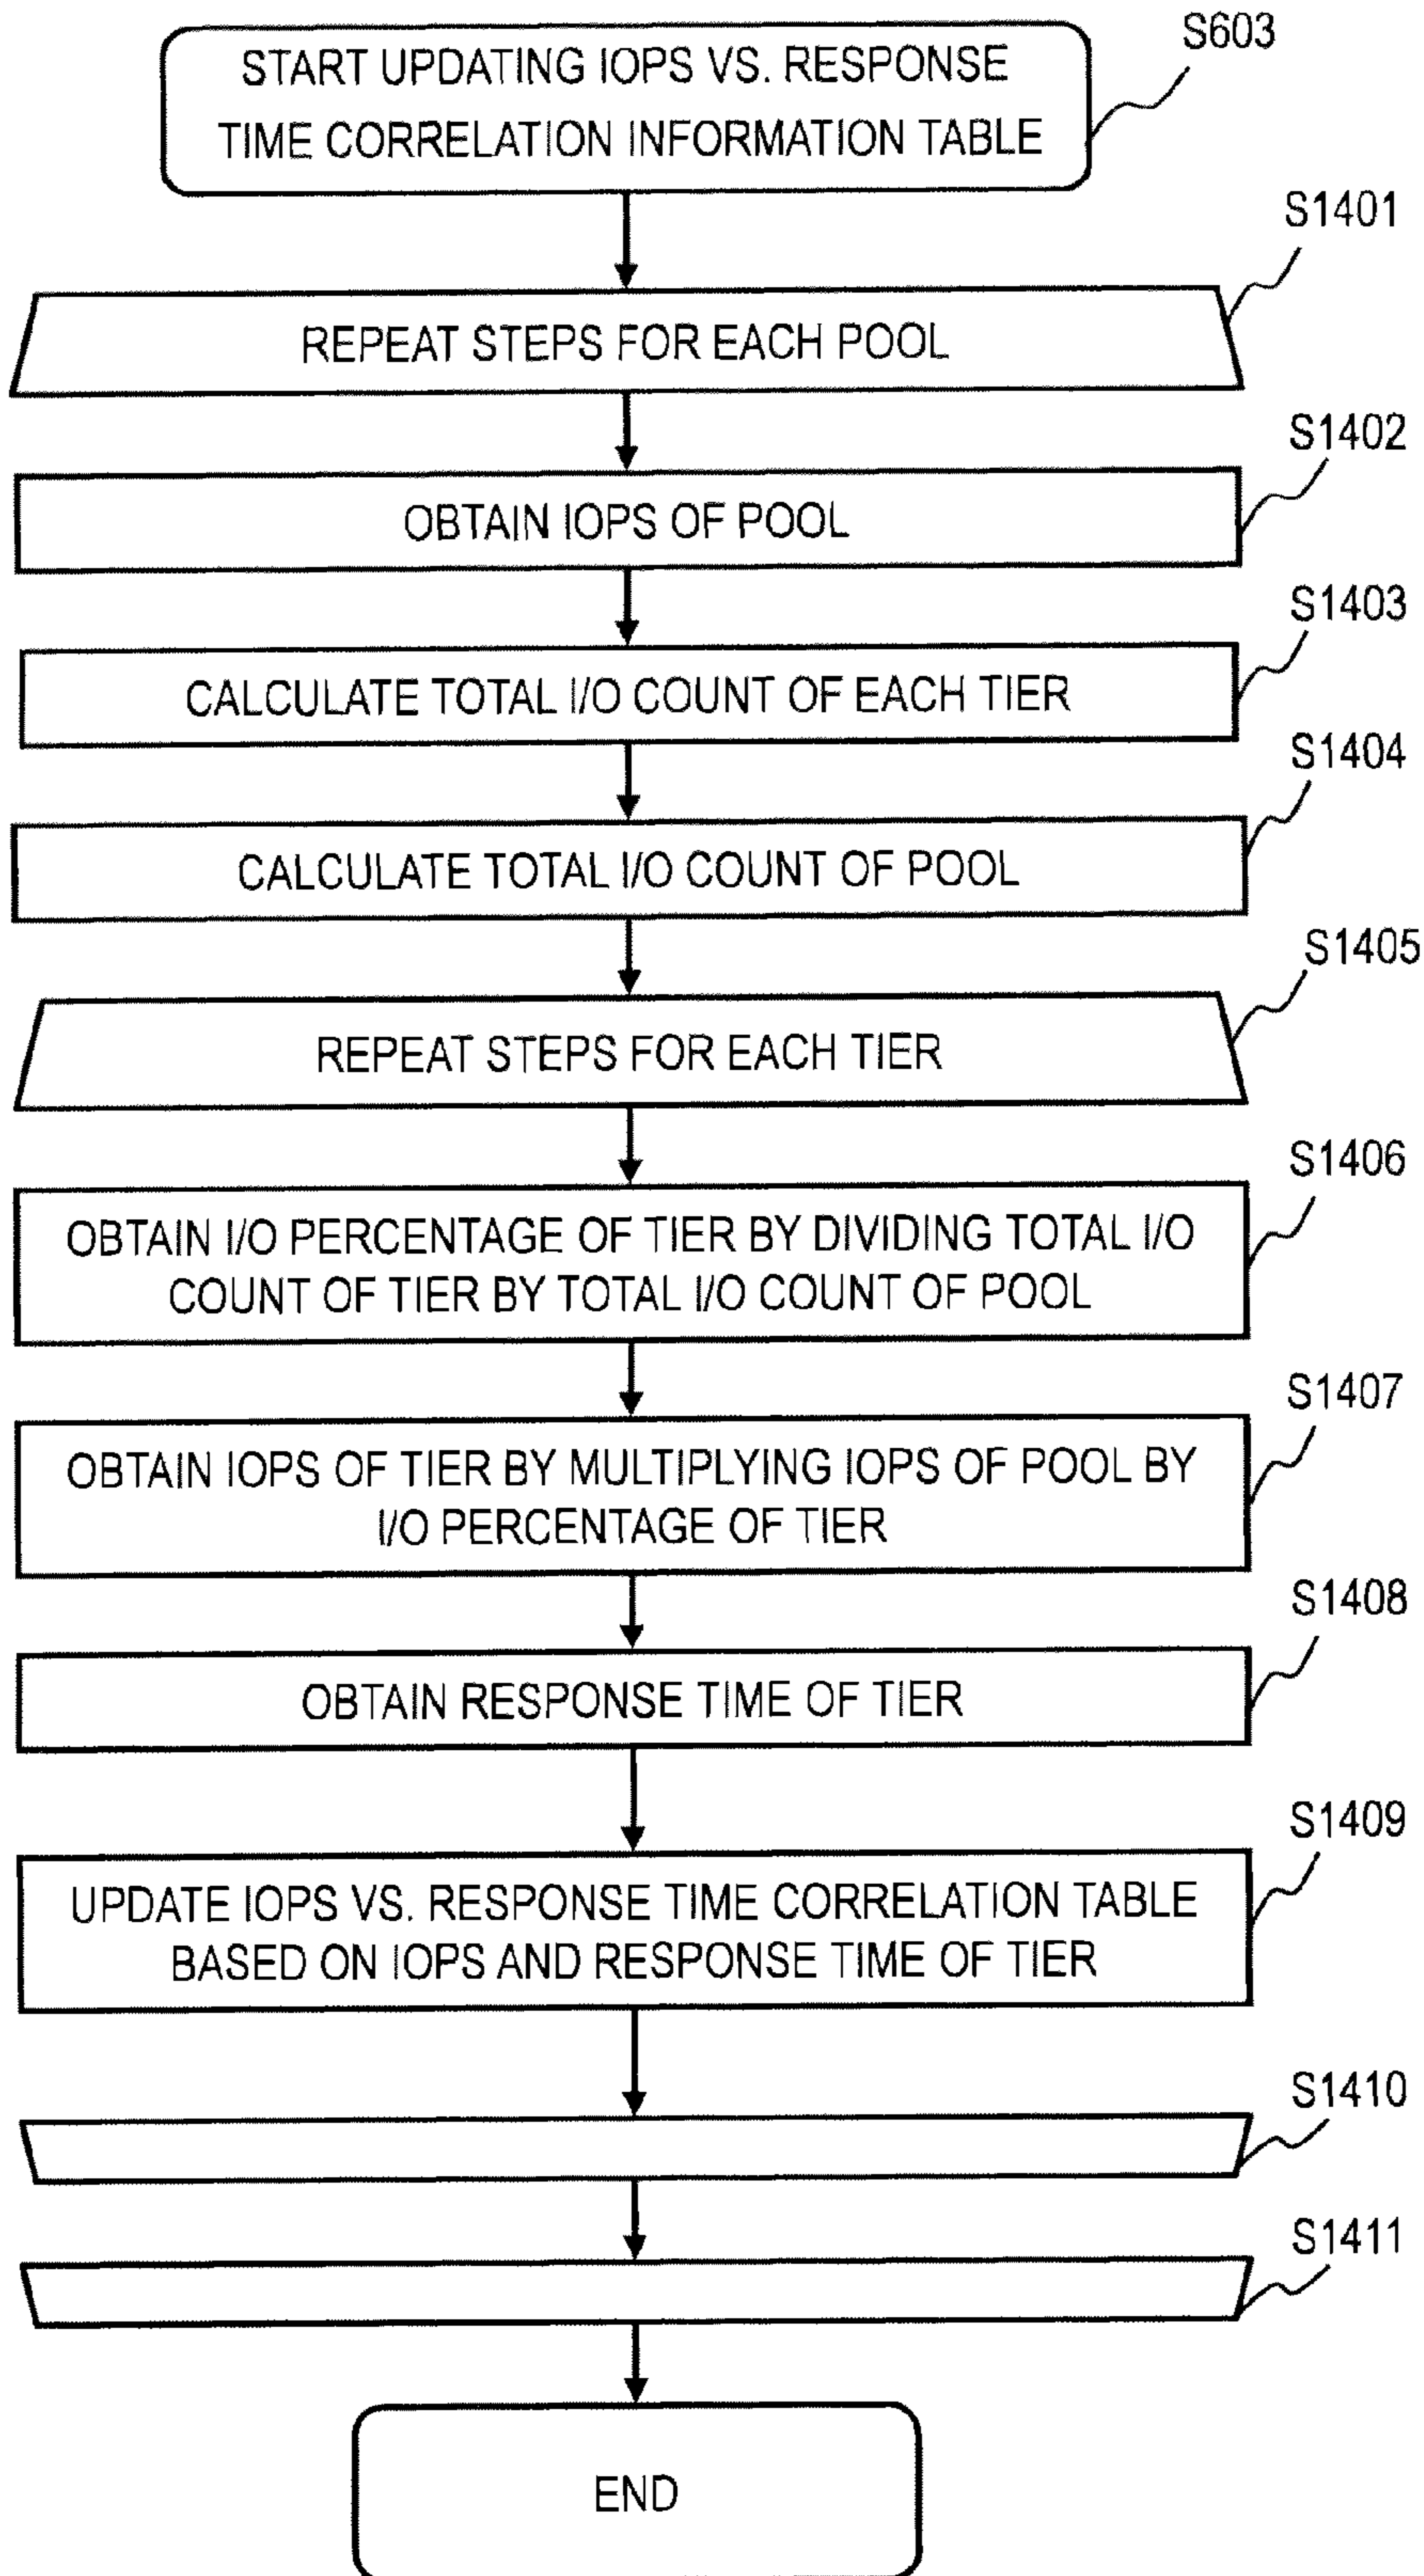 S603
START UPDATING IOPS VS. RESPONSE
TIME CORRELATION INFORMATION TABLE
S1401
REPEAT STEPS FOR EACH POOL
S1402
OBTAIN IOPS OF POOL
S1403
CALCULATE TOTAL I/O COUNT OF EACH TIER
S1404
CALCULATE TOTAL I/O COUNT OF POOL
S1405
REPEAT STEPS FOR EACH TIER
S1406
OBTAIN I/O PERCENTAGE OF TIER BY DIVIDING TOTAL I/O
COUNT OF TIER BY TOTAL I/O COUNT OF POOL
S1407
OBTAIN IOPS OF TIER BY MULTIPLYING IOPS OF POOL BY
I/O PERCENTAGE OF TIER
S1408
OBTAIN RESPONSE TIME OF TIER
S1409
UPDATE IOPS VS. RESPONSE TIME CORRELATION TABLE
BASED ON IOPS AND RESPONSE TIME OF TIER
S1410
S1411
END